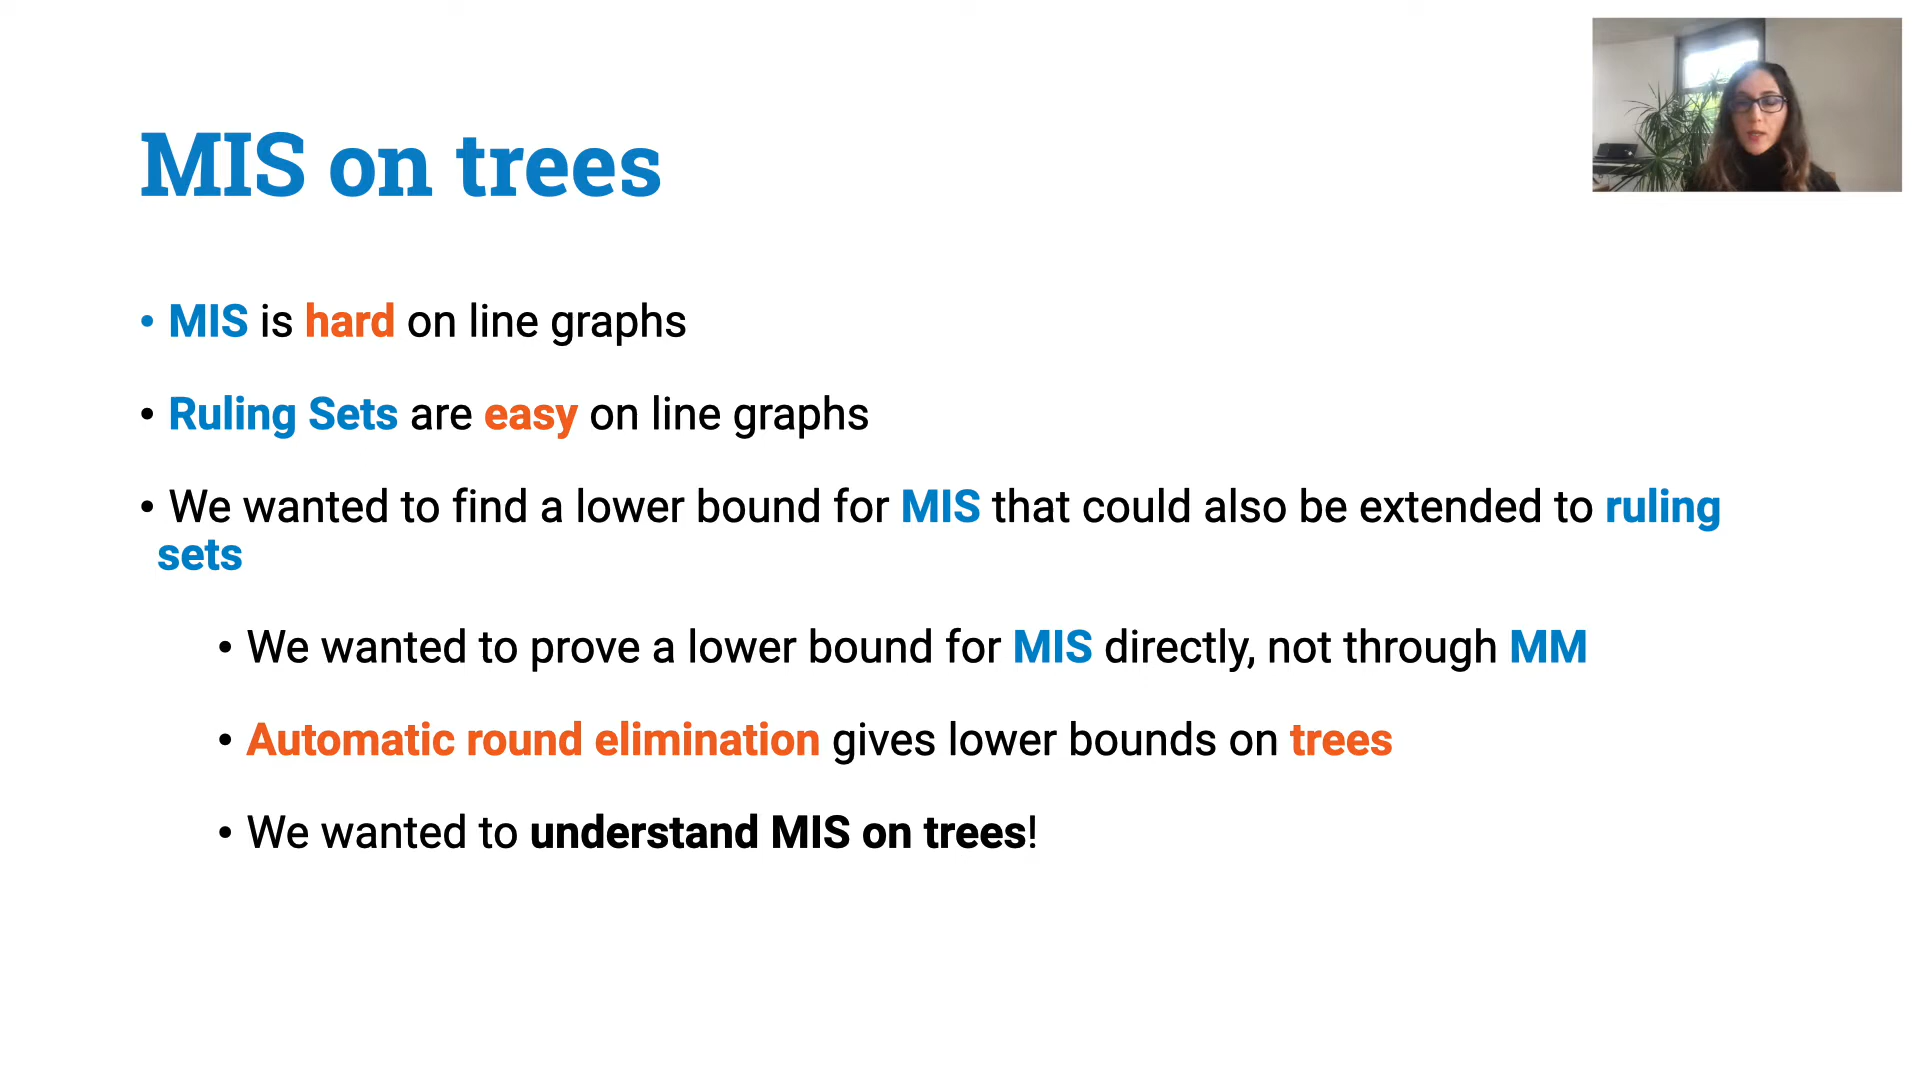 MIS on trees
• MIS is hard on line graphs
• Ruling Sets are easy on line graphs
• We wanted to find a lower bound for MIS that could also be extended to ruling
sets
• We wanted to prove a lower bound for MIS directly, not through MM
• Automatic round elimination gives lower bounds on trees
• We wanted to understand MIS on trees!